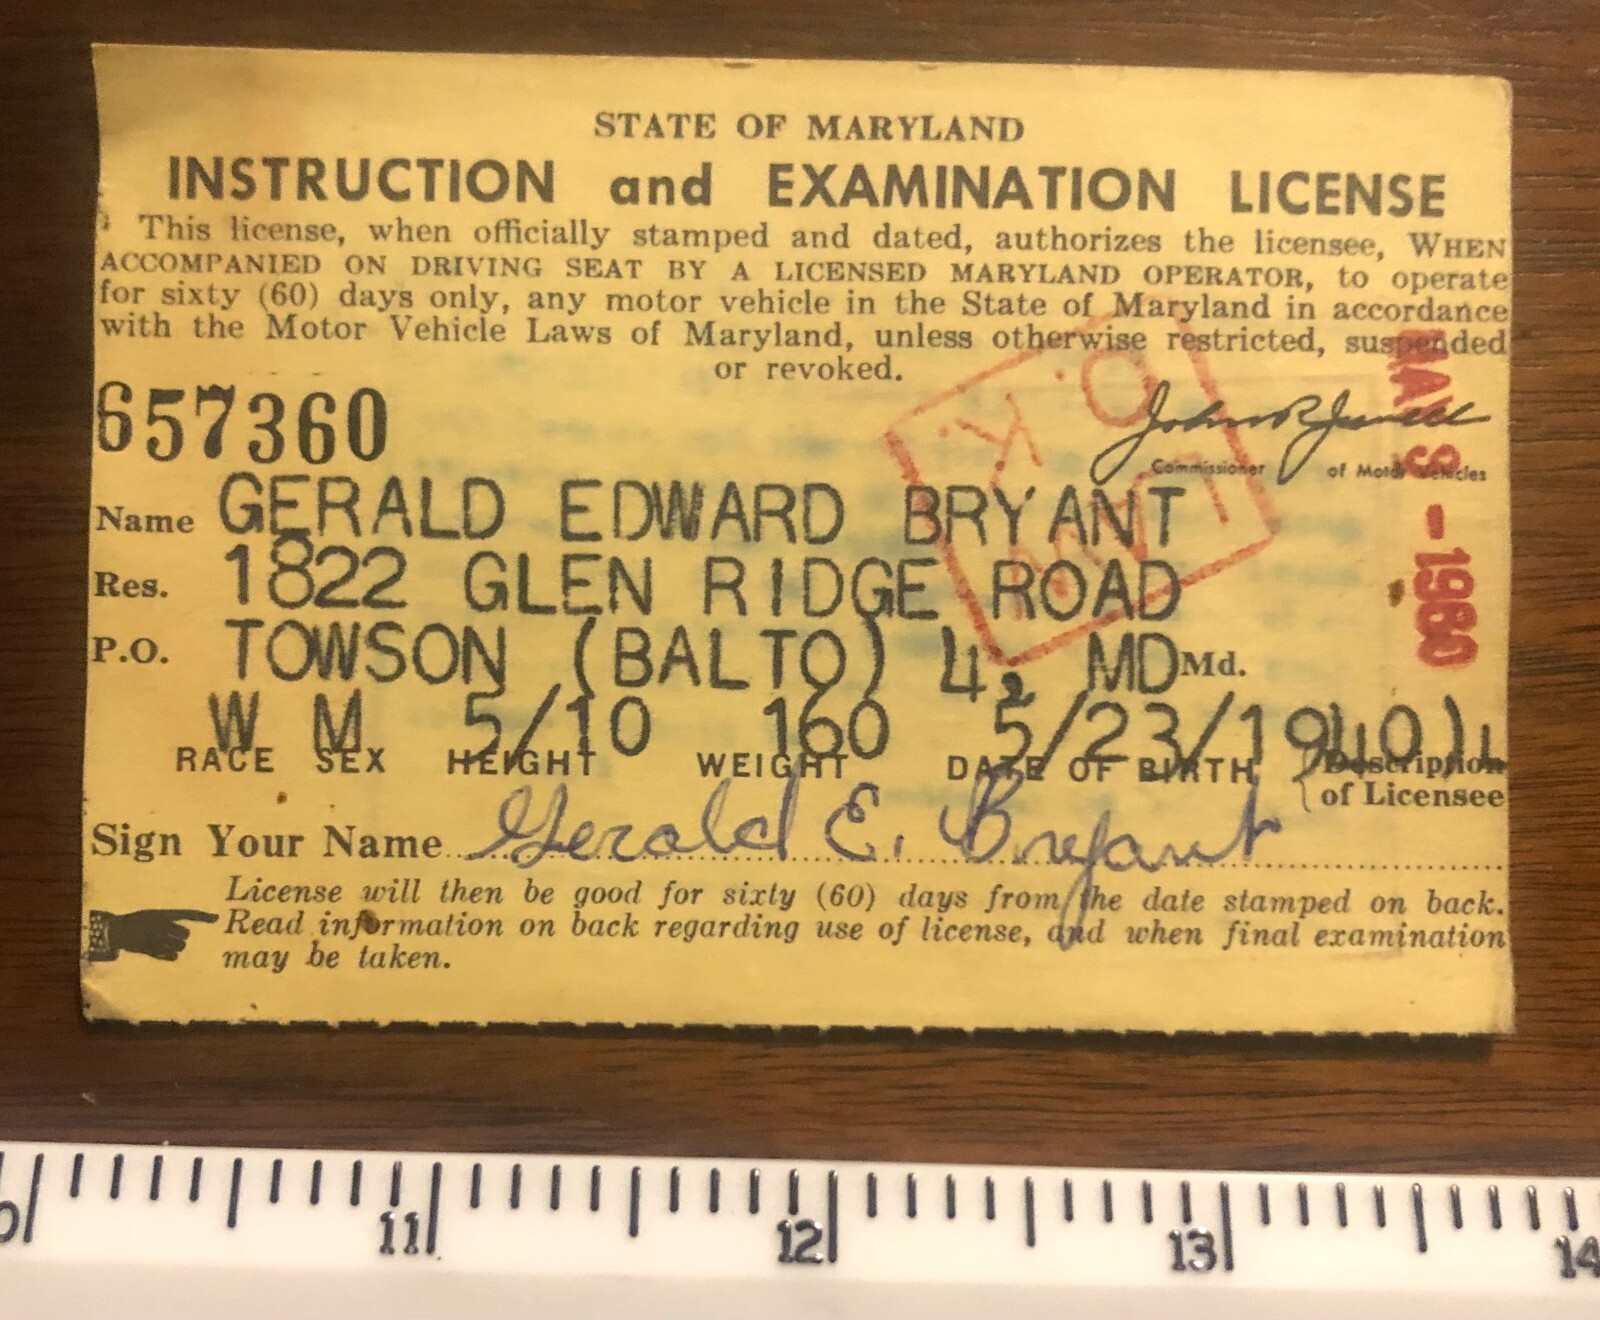 STATE OF MARYLAND
INSTRUCTION and EXAMINATION LICENSE
This license, when officially stamped and dated, authorizes the licensee, WHEN
ACCOMPANIED ON DRIVING SEAT BY A LICENSED MARYLAND OPERATOR, to operate
for sixty (60) days only, any motor vehicle in the State of Maryland in accordance
with the Motor Vehicle Laws of Maryland, unless otherwise restricted, suspended
or revoked.
657360
O.K.
LAW
MAY 9 - 1960
Commissioner of Motor Vehicles
Name GERALD EDWARD BRYANT
Res. 1822 GLEN RIDGE ROAD
P.O. TOWSON (BALTO) 4, MD Md.
W M 5/10 160 5/23/1940
RACE SEX HEIGHT WEIGHT DATE OF BIRTH Description
of Licensee
Sign Your Name Gerald E. Bryant
License will then be good for sixty (60) days from the date stamped on back.
Read information on back regarding use of license, and when final examination
may be taken.
11 12 13 14